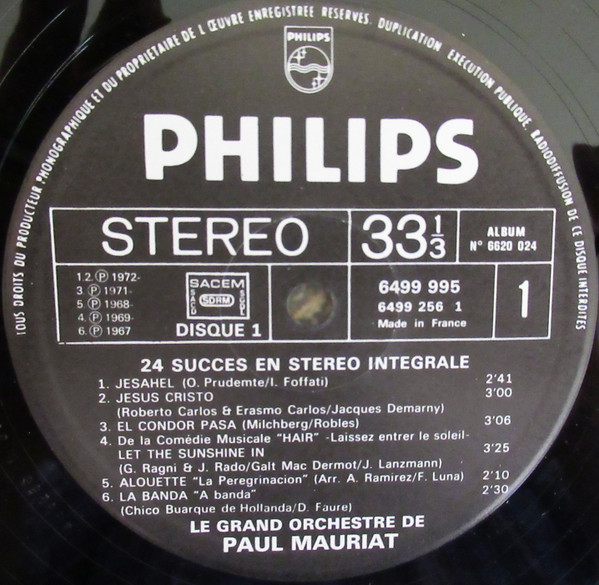 TOUS DROITS DU PRODUCTEUR PHONOGRAPHIQUE ET DU PROPRIETAIRE DE L'ŒUVRE ENREGISTREE RESERVES. DUPLICATION EXECUTION PUBLIQUE, RADIODIFFUSION DE CE DISQUE INTERDITES
PHILIPS
PHILIPS
STEREO 33 1/3 ALBUM
N° 6620 024
1.2. Ⓟ 1972-
3. Ⓟ 1971-
5. Ⓟ 1968-
4. Ⓟ 1969-
6. Ⓟ 1967
SACEM
SACD SDRM SGDL
DISQUE 1
6499 995
6499 256 1
Made in France
1
24 SUCCES EN STEREO INTEGRALE
1. JESAHEL (O. Prudemte/I. Foffati) 2'41
2. JESUS CRISTO 3'00
(Roberto Carlos & Erasmo Carlos/Jacques Demarny)
3. EL CONDOR PASA (Milchberg/Robles) 3'06
4. De la Comédie Musicale "HAIR" -Laissez entrer le soleil-
LET THE SUNSHINE IN 3'25
(G. Ragni & J. Rado/Galt Mac Dermot/J. Lanzmann)
5. ALOUETTE "La Peregrinacion" (Arr. A. Ramirez/F. Luna) 2'10
6. LA BANDA "A banda" 2'30
(Chico Buarque de Hollanda/D. Faure)
LE GRAND ORCHESTRE DE
PAUL MAURIAT